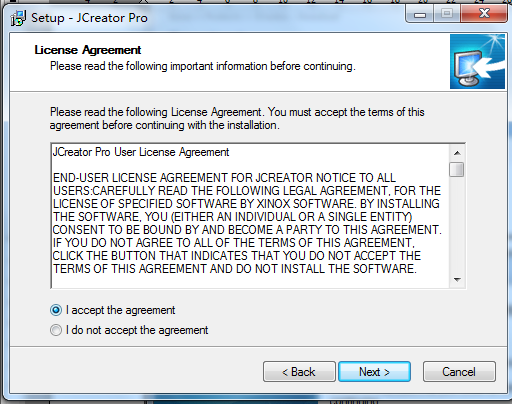 Setup - JCreator Pro
License Agreement
Please read the following important information before continuing.
Please read the following License Agreement. You must accept the terms of this
agreement before continuing with the installation.
JCreator Pro User License Agreement
END-USER LICENSE AGREEMENT FOR JCREATOR NOTICE TO ALL
USERS:CAREFULLY READ THE FOLLOWING LEGAL AGREEMENT, FOR THE
LICENSE OF SPECIFIED SOFTWARE BY XINOX SOFTWARE. BY INSTALLING
THE SOFTWARE, YOU (EITHER AN INDIVIDUAL OR A SINGLE ENTITY)
CONSENT TO BE BOUND BY AND BECOME A PARTY TO THIS AGREEMENT.
IF YOU DO NOT AGREE TO ALL OF THE TERMS OF THIS AGREEMENT,
CLICK THE BUTTON THAT INDICATES THAT YOU DO NOT ACCEPT THE
TERMS OF THIS AGREEMENT AND DO NOT INSTALL THE SOFTWARE.
I accept the agreement
I do not accept the agreement
< Back
Next >
Cancel